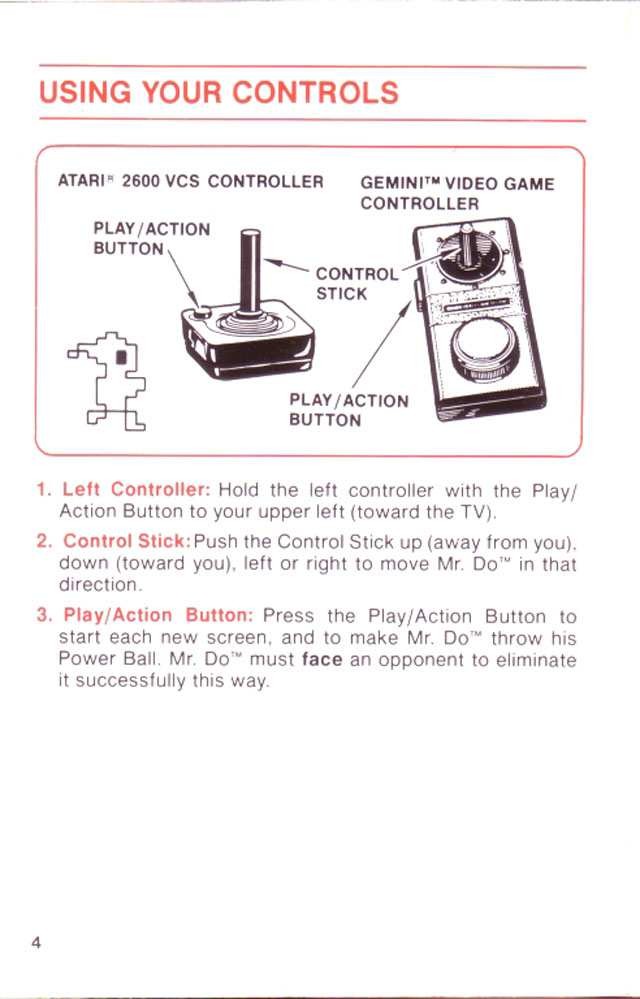 USING YOUR CONTROLS
ATARI® 2600 VCS CONTROLLER
GEMINI™ VIDEO GAME
CONTROLLER
PLAY/ACTION
BUTTON
CONTROL
STICK
PLAY/ACTION
BUTTON
1. Left Controller: Hold the left controller with the Play/
Action Button to your upper left (toward the TV).
2. Control Stick: Push the Control Stick up (away from you),
down (toward you), left or right to move Mr. Do™ in that
direction.
3. Play/Action Button: Press the Play/Action Button to
start each new screen, and to make Mr. Do™ throw his
Power Ball. Mr. Do™ must face an opponent to eliminate
it successfully this way.
4